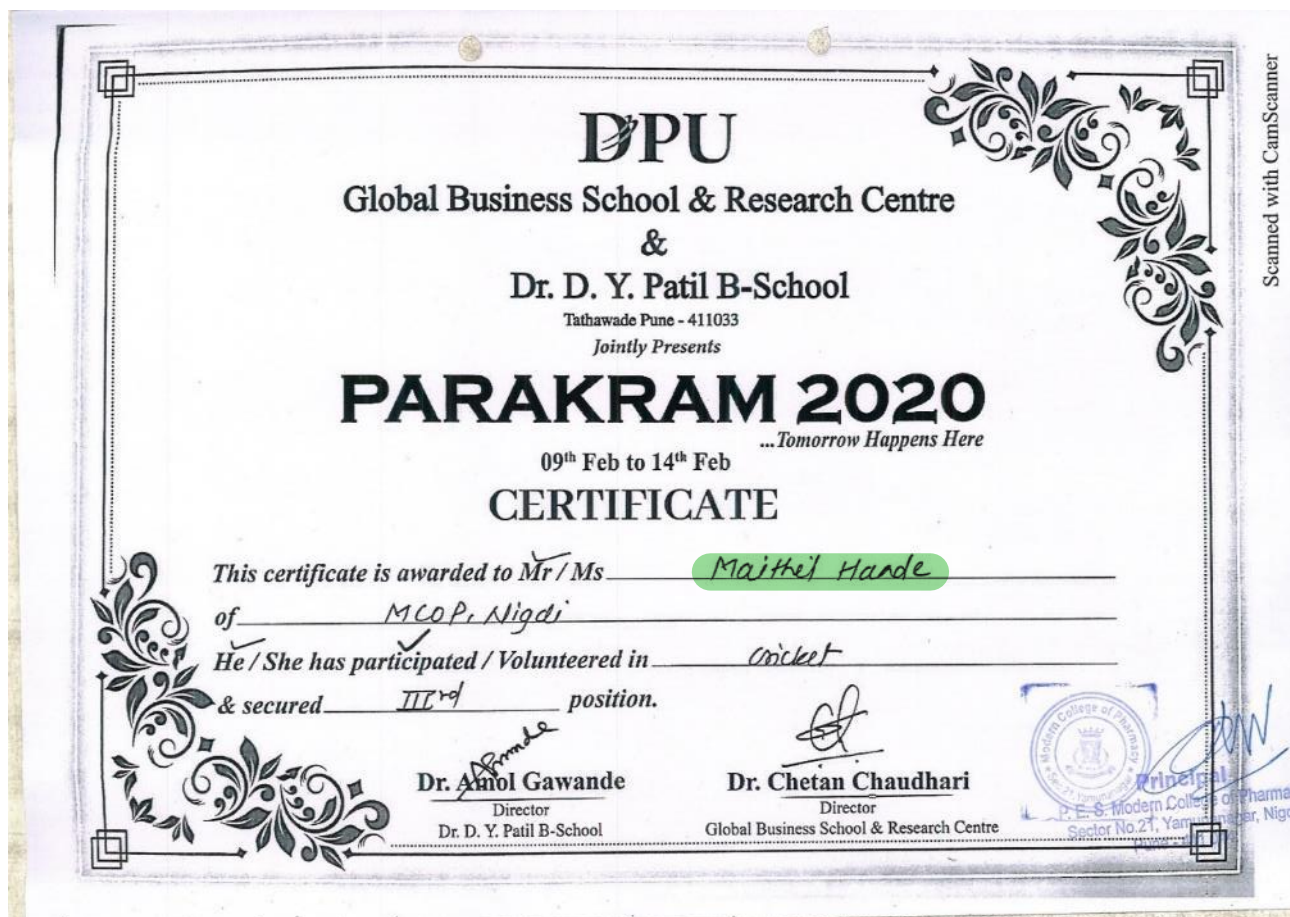 DPU
Global Business School & Research Centre
&
Dr. D. Y. Patil B-School
Tathawade Pune - 411033
Jointly Presents
PARAKRAM 2020
...Tomorrow Happens Here
09th Feb to 14th Feb
CERTIFICATE
This certificate is awarded to Mr / Ms Maithil Hande
of MCOP, Nigdi
He / She has participated / Volunteered in cricket
& secured IIIrd position.
Dr. Amol Gawande
Director
Dr. D. Y. Patil B-School
Dr. Chetan Chaudhari
Director
Global Business School & Research Centre
Modern College of Pharmacy
Principal
P. E. S. Modern College of Pharma
Sector No.21, Yamunanagar, Nigd
Scanned with CamScanner